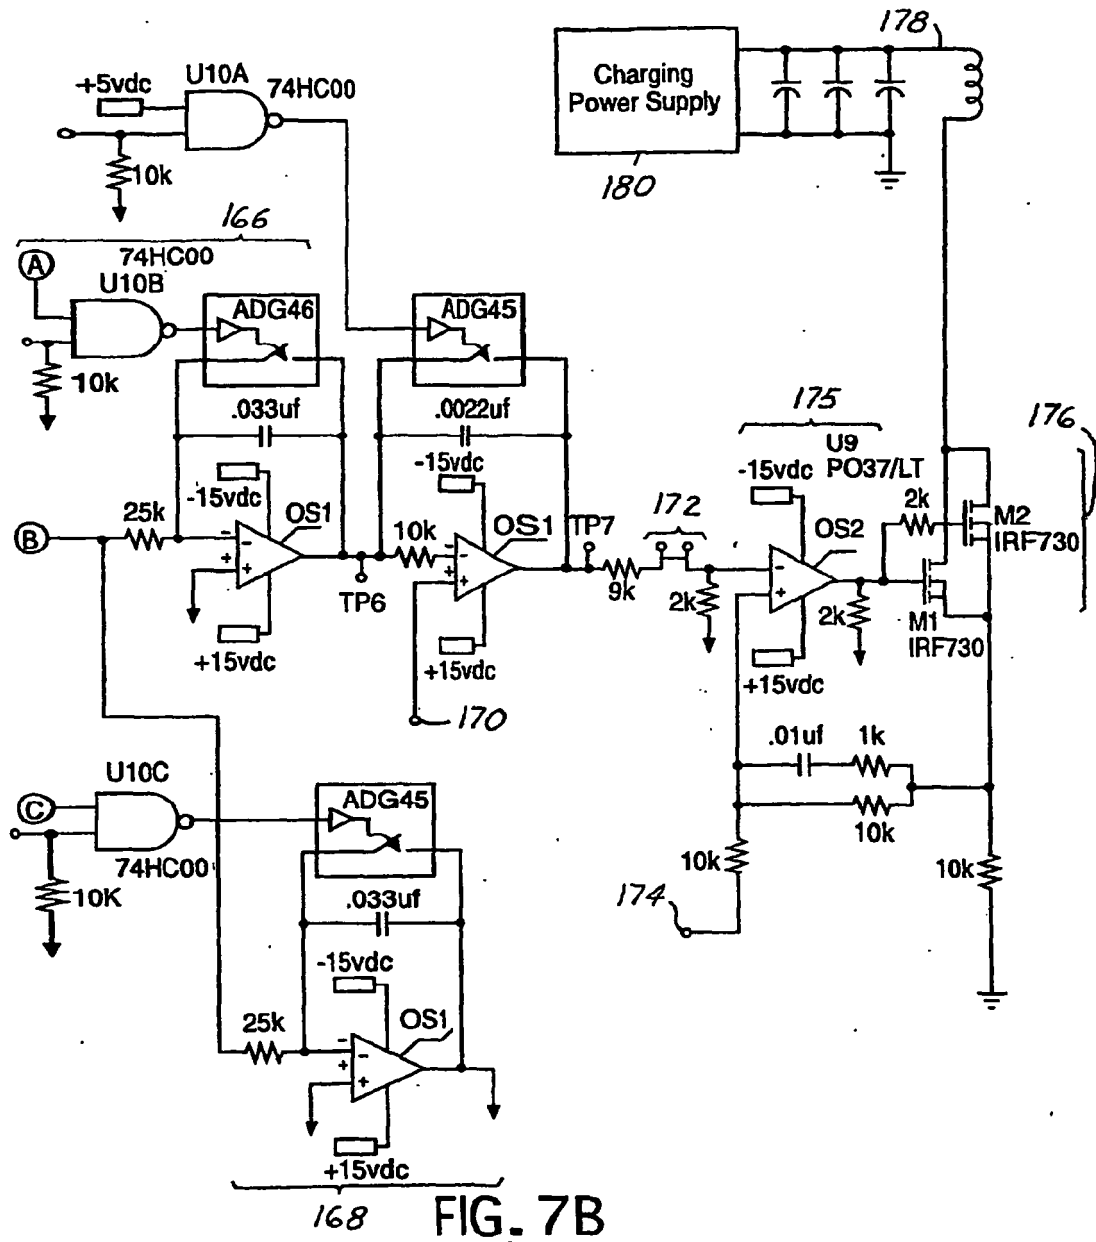 178
U10A
+5vdc
74HC00
Charging
Power Supply
10k
180
166
74HC00
A
U10B
ADG46
ADG45
10k
.033uf
.0022uf
175
176
U9
-15vdc
-15vdc
-15vdc
PO37/LT
2k
172
M2
25k
OS1
10k
OS1
TP7
OS2
IRF730
B
-
+
-
+
-
+
-
+
-
+
TP6
9k
2k
2k
M1
IRF730
+15vdc
+15vdc
+15vdc
170
.01uf
1k
U10C
ADG45
C
10k
74HC00
10k
10k
10K
.033uf
174
-15vdc
25k
OS1
-
+
-
+
+15vdc
168
FIG. 7B